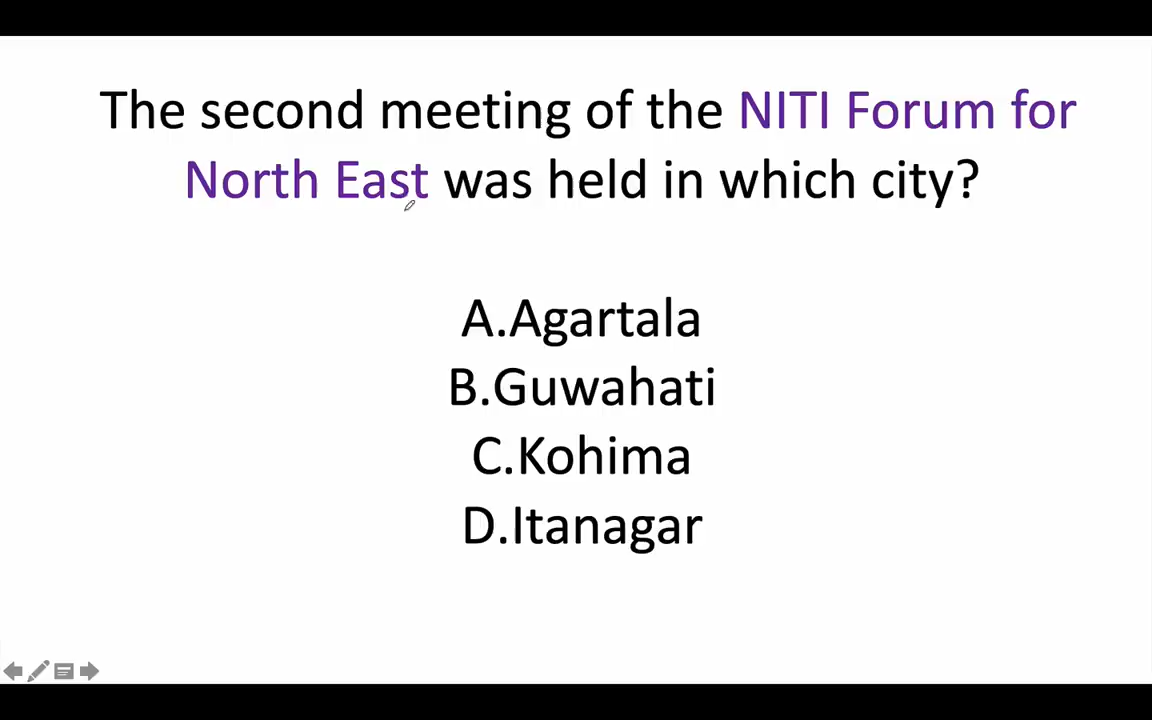 The second meeting of the NITI Forum for
North East was held in which city?
A.Agartala
B.Guwahati
C.Kohima
D.Itanagar